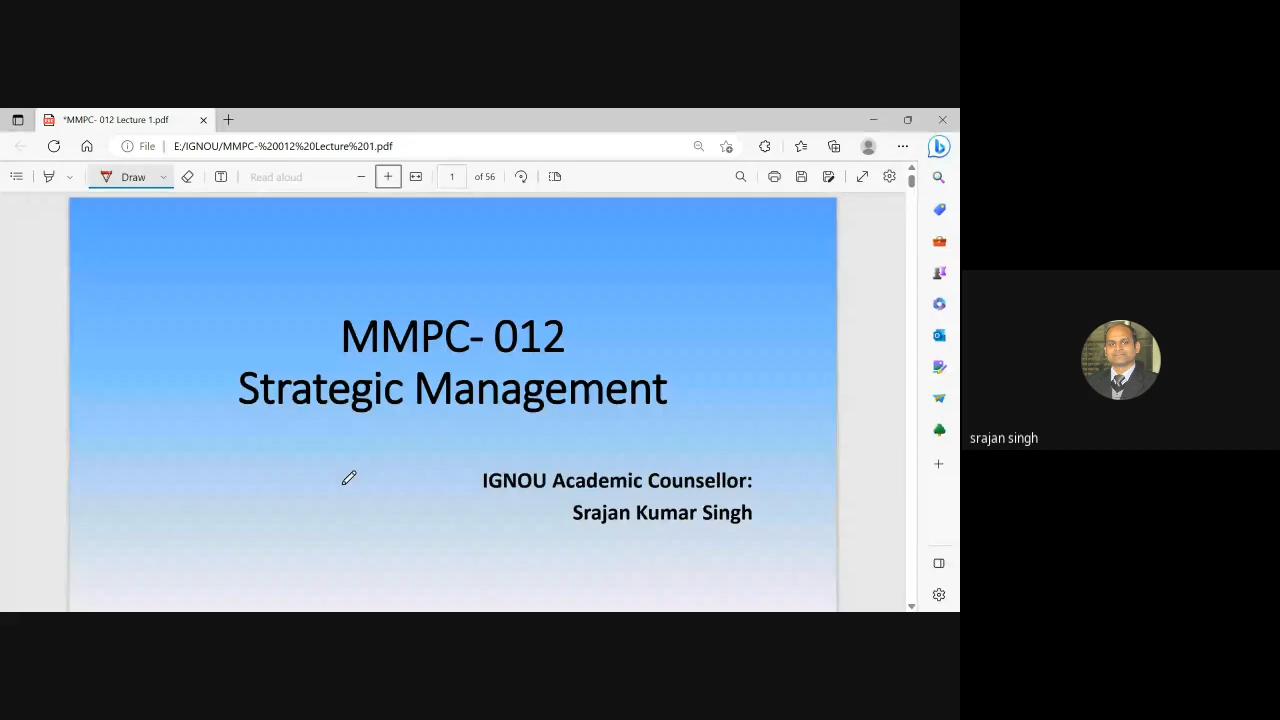 *MMPC- 012 Lecture 1.pdf
File
E:/IGNOU/MMPC-%20012%20Lecture%201.pdf
Draw
Read aloud
1
of 56
MMPC- 012
Strategic Management
IGNOU Academic Counsellor:
Srajan Kumar Singh
srajan singh